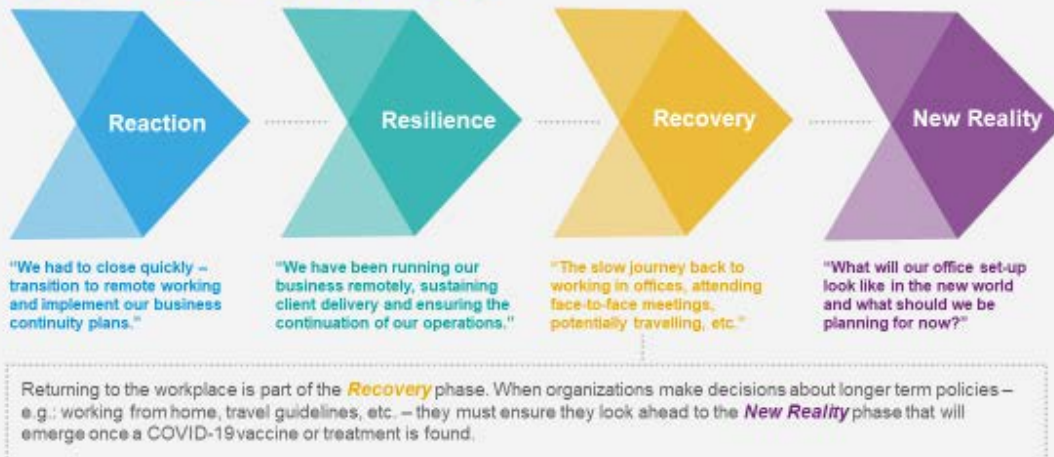 Reaction
Resilience
Recovery
New Reality
"We had to close quickly –
transition to remote working
and implement our business
continuity plans."
"We have been running our
business remotely, sustaining
client delivery and ensuring the
continuation of our operations."
"The slow journey back to
working in offices, attending
face-to-face meetings,
potentially travelling, etc."
"What will our office set-up
look like in the new world
and what should we be
planning for now?"
Returning to the workplace is part of the Recovery phase. When organizations make decisions about longer term policies –
e.g.: working from home, travel guidelines, etc. – they must ensure they look ahead to the New Reality phase that will
emerge once a COVID-19 vaccine or treatment is found.